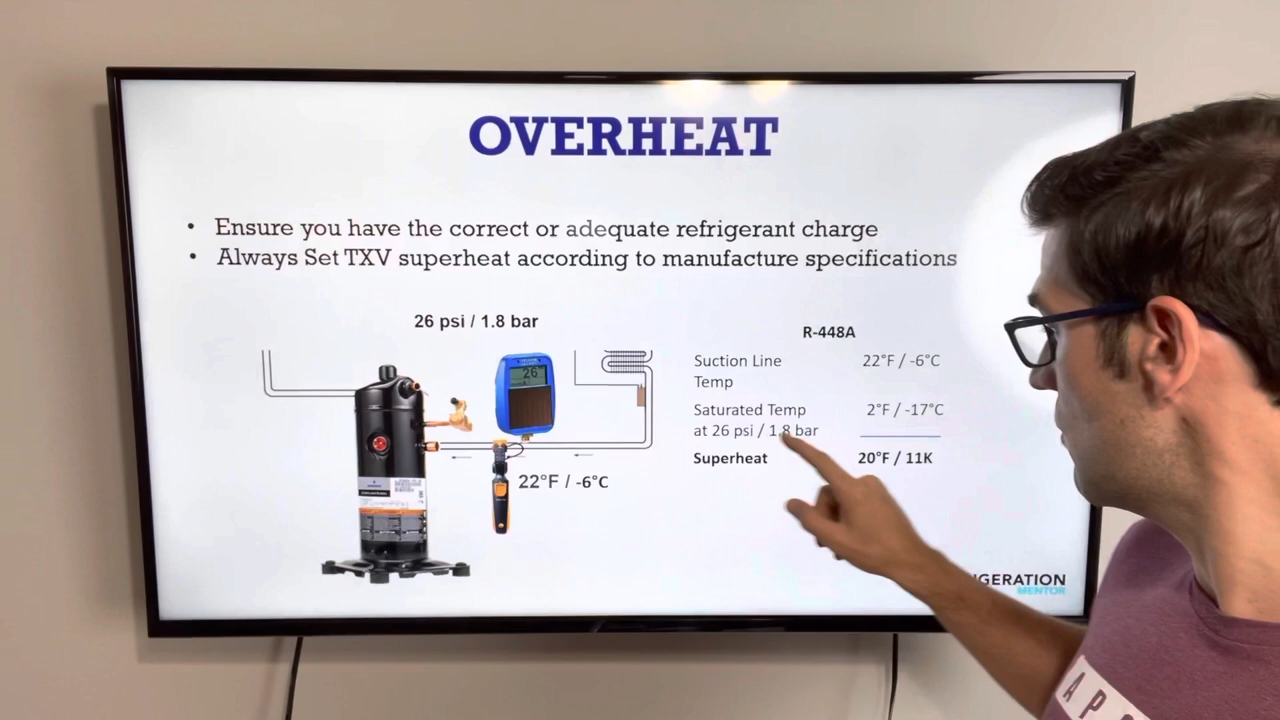 OVERHEAT
• Ensure you have the correct or adequate refrigerant charge
• Always Set TXV superheat according to manufacture specifications
26 psi / 1.8 bar
R-448A
Suction Line Temp
22°F / -6°C
Saturated Temp
2°F / -17°C
at 26 psi / 1.8 bar
Superheat
20°F / 11K
26
22°F / -6°C
IGERATION
MENTOR
AP